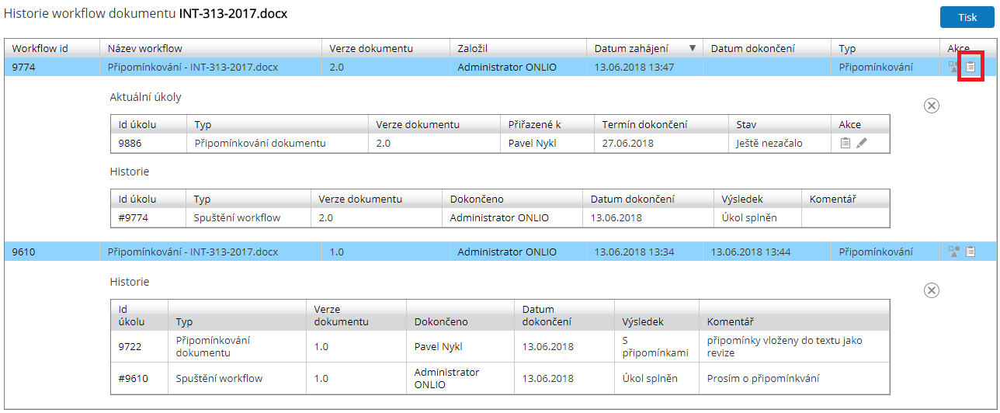 Historie workflow dokumentu INT-313-2017.docx
Tisk
Workflow id Název workflow Verze dokumentu Založil Datum zahájení ▼ Datum dokončení Typ Akce
9774 Připomínkování - INT-313-2017.docx 2.0 Administrator ONLIO 13.06.2018 13:47 Připomínkování
Aktuální úkoly
Id úkolu Typ Verze dokumentu Přiřazené k Termín dokončení Stav Akce
9886 Připomínkování dokumentu 2.0 Pavel Nykl 27.06.2018 Ještě nezačalo
Historie
Id úkolu Typ Verze dokumentu Dokončeno Datum dokončení Výsledek Komentář
#9774 Spuštění workflow 2.0 Administrator ONLIO 13.06.2018 Úkol splněn
9610 Připomínkování - INT-313-2017.docx 1.0 Administrator ONLIO 13.06.2018 13:34 13.06.2018 13:44 Připomínkování
Historie
Id úkolu Typ Verze dokumentu Dokončeno Datum dokončení Výsledek Komentář
9722 Připomínkování dokumentu 1.0 Pavel Nykl 13.06.2018 S připomínkami připomínky vloženy do textu jako revize
#9610 Spuštění workflow 1.0 Administrator ONLIO 13.06.2018 Úkol splněn Prosím o připomínkvání